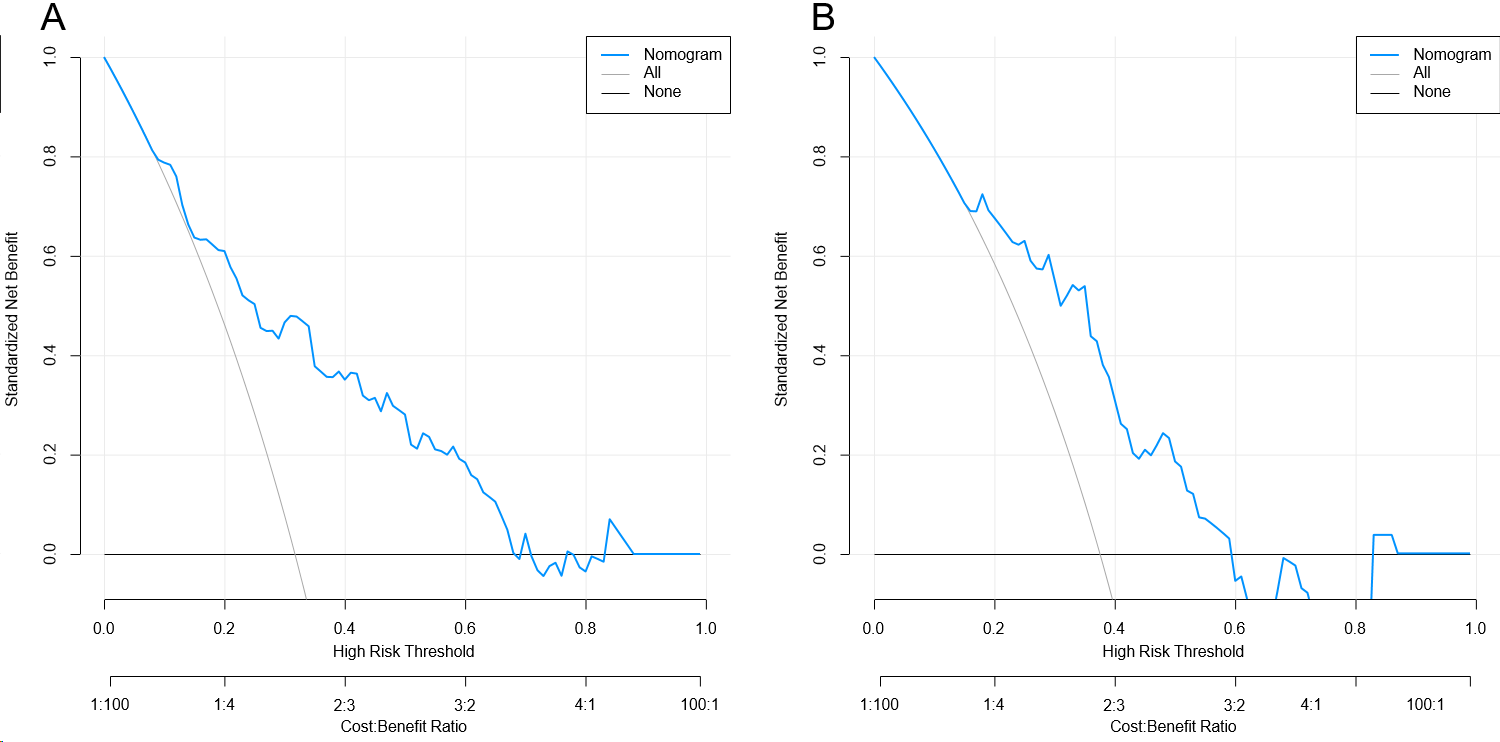 A
Nomogram
All
None
Standardized Net Benefit
1.0
0.8
0.6
0.4
0.2
0.0
0.0 0.2 0.4 0.6 0.8 1.0
High Risk Threshold
1:100 1:4 2:3 3:2 4:1 100:1
Cost:Benefit Ratio
B
Nomogram
All
None
Standardized Net Benefit
1.0
0.8
0.6
0.4
0.2
0.0
0.0 0.2 0.4 0.6 0.8 1.0
High Risk Threshold
1:100 1:4 2:3 3:2 4:1 100:1
Cost:Benefit Ratio